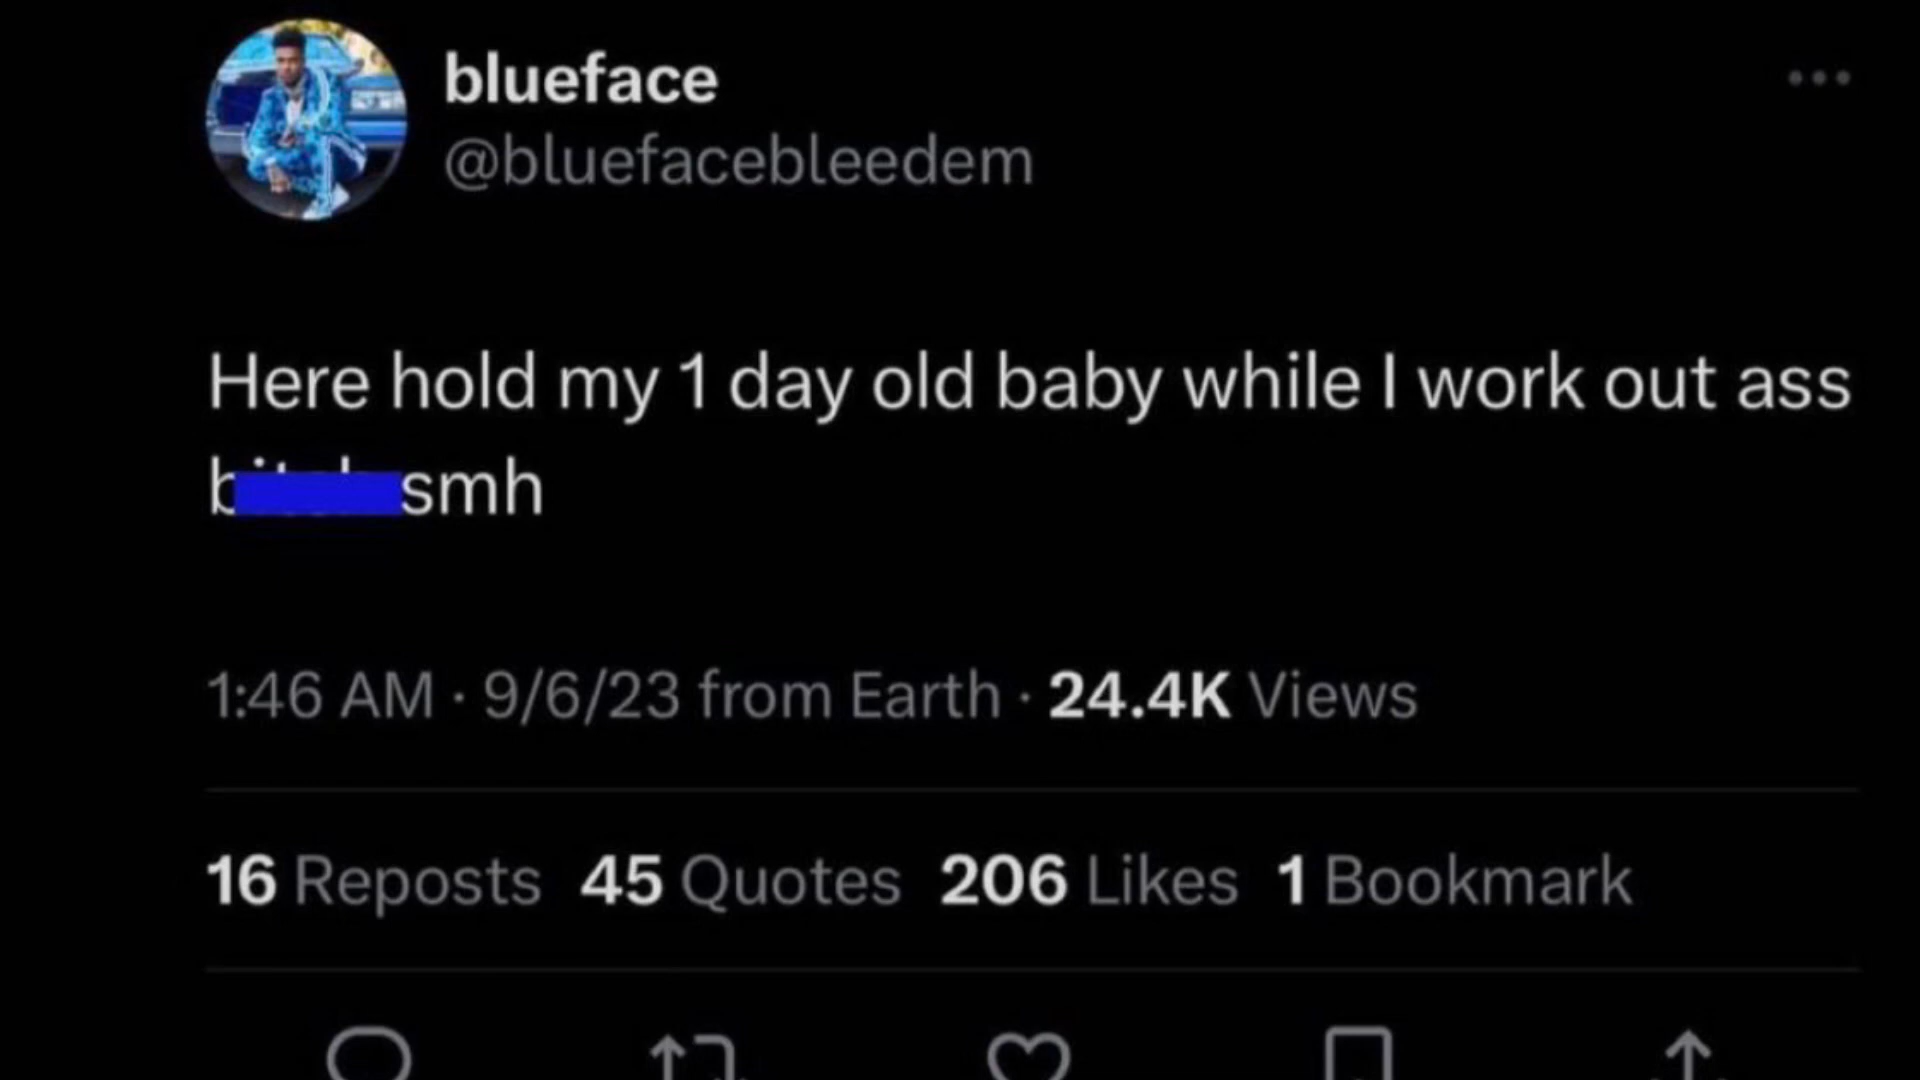 blueface
@bluefacebleedem
Here hold my 1 day old baby while I work out ass
smh
1:46 AM · 9/6/23 from Earth · 24.4K Views
16 Reposts 45 Quotes 206 Likes 1 Bookmark